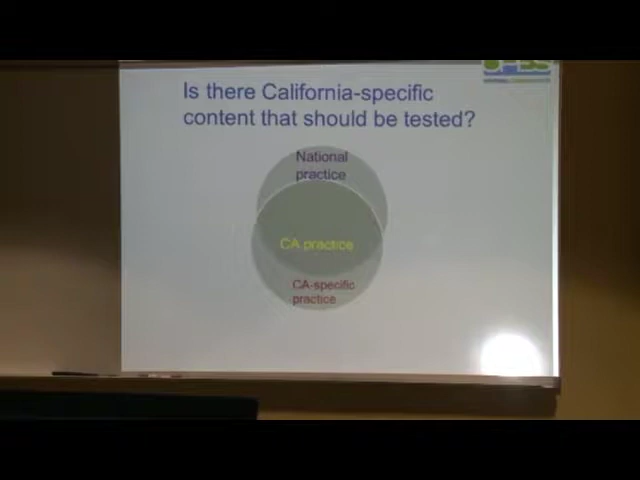 Is there California-specific
content that should be tested?
National
practice
CA practice
CA-specific
practice